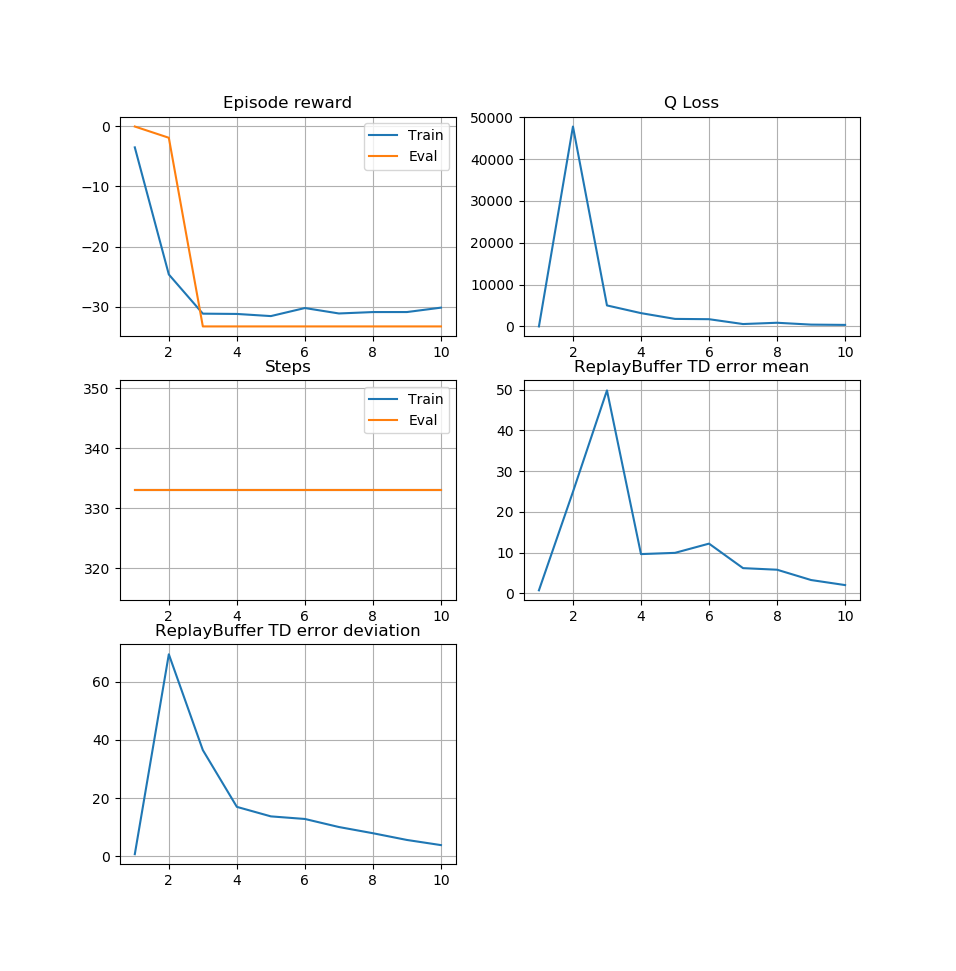 Episode reward
0
−10
−20
−30
2 4 6 8 10
Train
Eval
Q Loss
50000
40000
30000
20000
10000
0
2 4 6 8 10
Steps
350
340
330
320
2 4 6 8 10
Train
Eval
ReplayBuffer TD error mean
50
40
30
20
10
0
2 4 6 8 10
ReplayBuffer TD error deviation
60
40
20
0
2 4 6 8 10